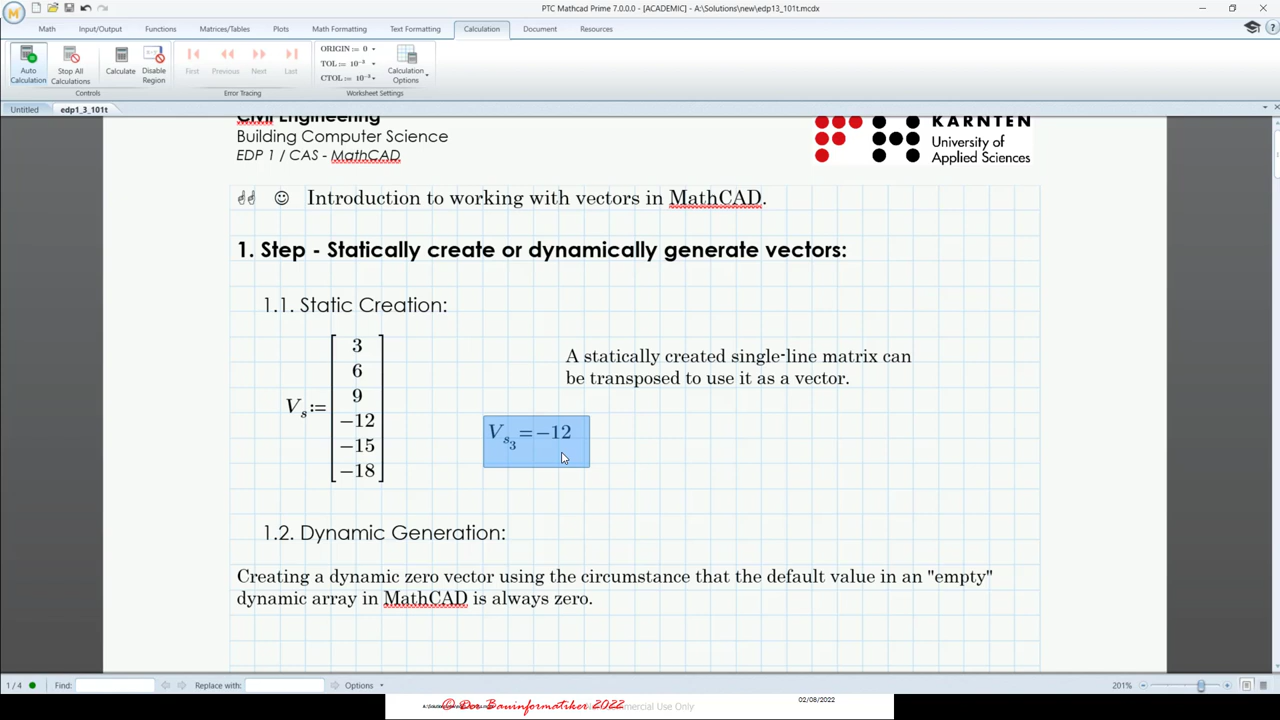 PTC Mathcad Prime 7.0.0.0 - [ACADEMIC] - A:\Solutions\new\edp13_101t.mcdx
Math Input/Output Functions Matrices/Tables Plots Math Formatting Text Formatting Calculation Document Resources
Auto Calculation
Stop All Calculations
Calculate
Disable Region
First Previous Next Last
ORIGIN := 0
TOL := 10⁻³
CTOL := 10⁻³
Calculation Options
Controls Error Tracing Worksheet Settings
Untitled edp1_3_101t
Civil Engineering
Building Computer Science
EDP 1 / CAS - MathCAD
KÄRNTEN
University of
Applied Sciences
Introduction to working with vectors in MathCAD.
1. Step - Statically create or dynamically generate vectors:
1.1. Static Creation:
V_s :=
3
6
9
−12
−15
−18
A statically created single-line matrix can
be transposed to use it as a vector.
V_s_3 = −12
1.2. Dynamic Generation:
Creating a dynamic zero vector using the circumstance that the default value in an "empty"
dynamic array in MathCAD is always zero.
1 / 4 Find: Replace with: Options 201%
© Der Bauinformatiker 2022
Commercial Use Only
02/08/2022